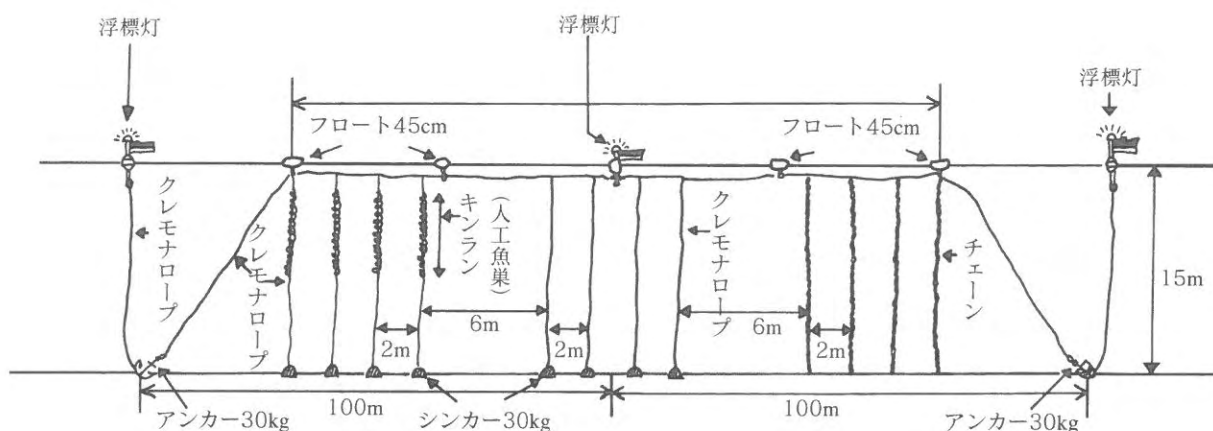 浮標灯
浮標灯
浮標灯
フロート45cm
フロート45cm
クレモナロープ
クレモナロープ
キンラン
(人工魚巣)
クレモナロープ
チェーン
15m
6m
6m
2m
2m
2m
100m
100m
アンカー30kg
シンカー30kg
アンカー30kg